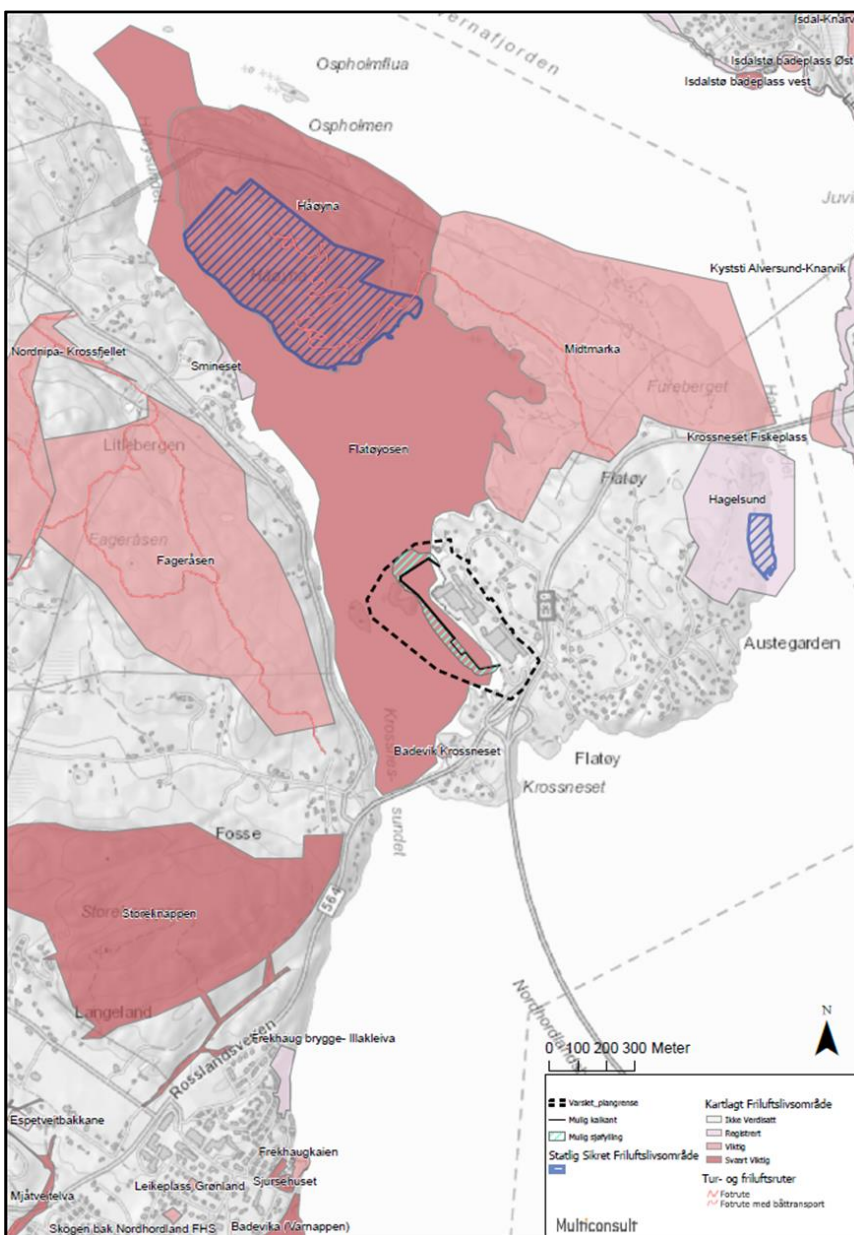 Isdal-Knarv
Isdalstø badeplass Øst
Isdalstø badeplass vest
Ospholmflua
Ospholmen
Håøyna
Kyststi Alversund-Knarvik
Midtmarka
Nordnipa- Krossfjellet
Smineset
Fureberget
Litlebergen
Flatøyosen
Krossneset Fiskeplass
Flatøy
Hagelsund
Fageråsen
Fageråsen
Austegarden
Krossnes-
sundet
Badevik Krossneset
Flatøy
Krossneset
Fosse
564
Storeknappen
Langeland
Rosslandsvegen
Frekhaug brygge- Illakleiva
Espetveitbakkane
Frekhaugkaien
Leikeplass Grønland
Sjursehuset
Mjåtveitelva
Skogen bak Nordhordland FHS
Badevika (Varnappen)
N
0 100 200 300 Meter
Varslet_plangrense
Mulig kaikant
Mulig sjøfylling
Statlig Sikret Friluftslivsområde
Kartlagt Friluftslivsområde
Ikke Verdisatt
Registrert
Viktig
Svært Viktig
Tur- og friluftsruter
Fotrute
Fotrute med båttransport
Multiconsult